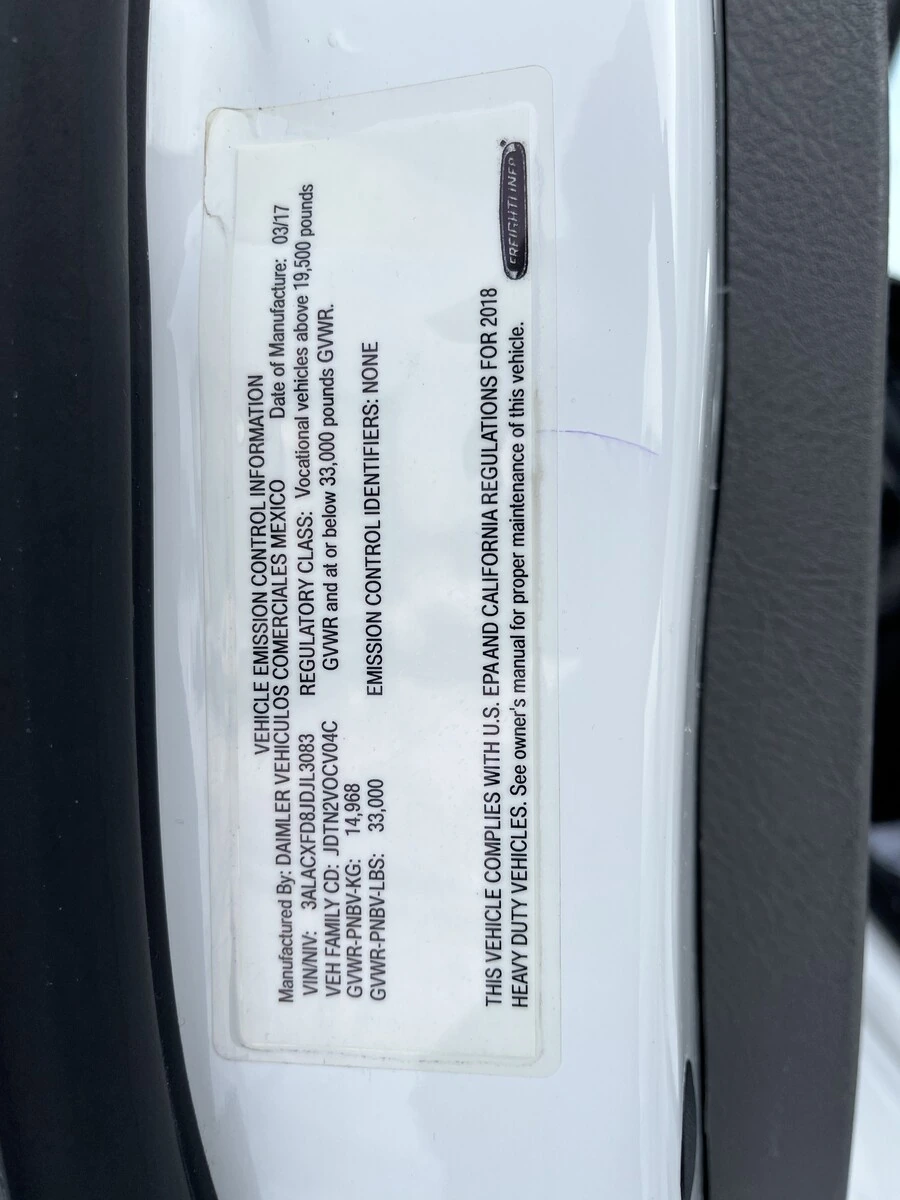 VEHICLE EMISSION CONTROL INFORMATION
Manufactured By: DAIMLER VEHICULOS COMERCIALES MEXICO Date of Manufacture: 03/17
VIN/NIV: 3ALACXFD8JDJL3083 REGULATORY CLASS: Vocational vehicles above 19,500 pounds
VEH FAMILY CD: JDTN2VOCV04C GVWR and at or below 33,000 pounds GVWR.
GVWR-PNBV-KG: 14,968
GVWR-PNBV-LBS: 33,000 EMISSION CONTROL IDENTIFIERS: NONE
THIS VEHICLE COMPLIES WITH U.S. EPA AND CALIFORNIA REGULATIONS FOR 2018
HEAVY DUTY VEHICLES. See owner's manual for proper maintenance of this vehicle.
FREIGHTLINER